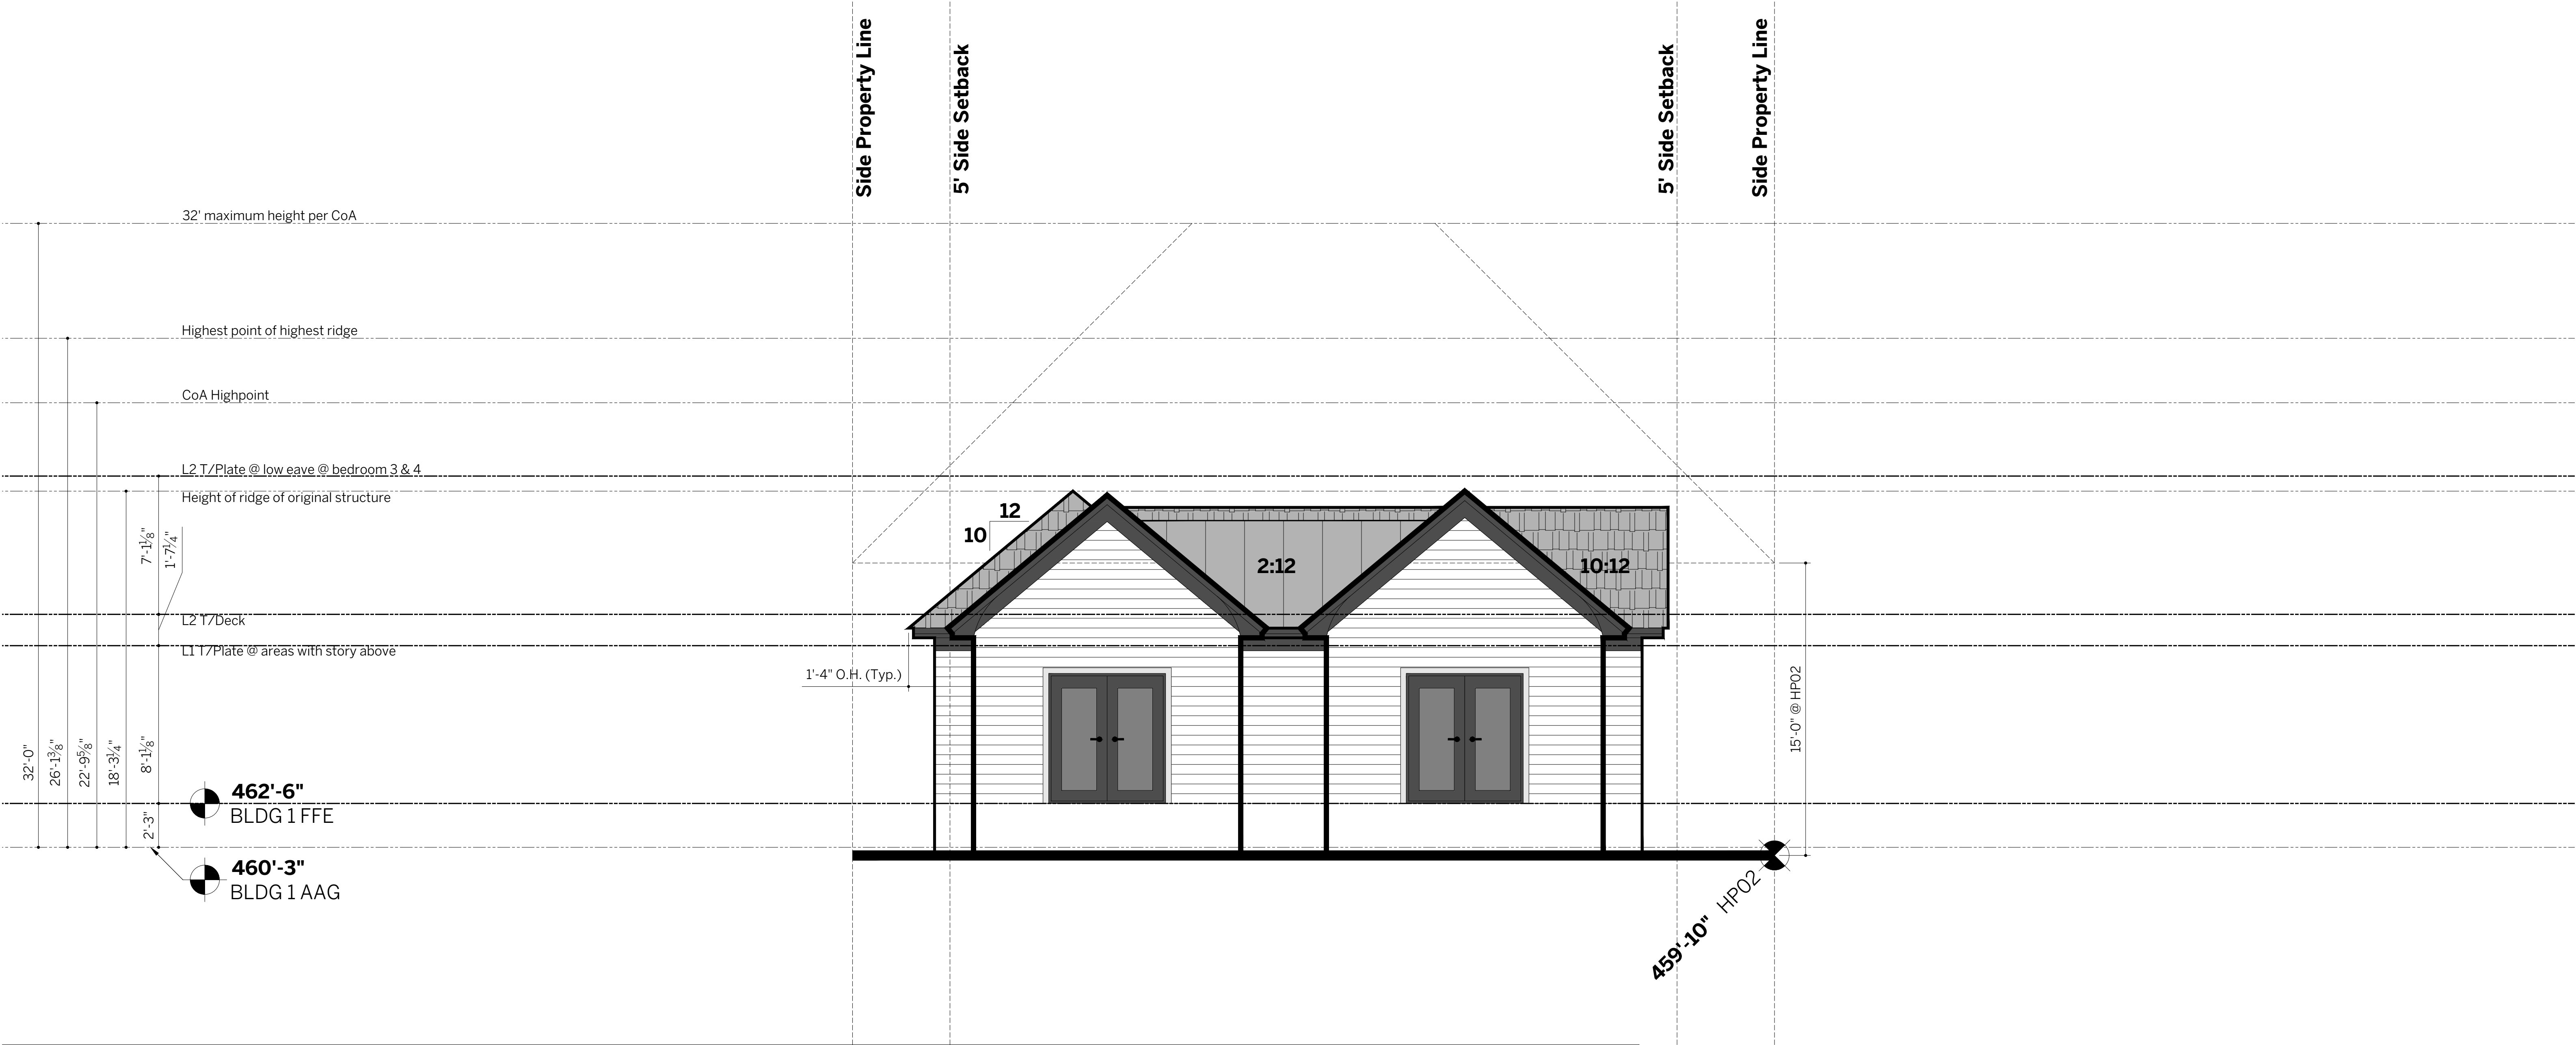 Side Property Line
5' Side Setback
5' Side Setback
Side Property Line
32' maximum height per CoA
Highest point of highest ridge
CoA Highpoint
L2 T/Plate @ low eave @ bedroom 3 & 4
Height of ridge of original structure
12
10
7'-1⅛"
1'-7¼"
2:12
10:12
L2 T/Deck
L1 T/Plate @ areas with story above
1'-4" O.H. (Typ.)
15'-0" @ HP02
32'-0"
26'-1⅜"
22'-9⅝"
18'-3¼"
8'-1⅛"
462'-6"
BLDG 1 FFE
2'-3"
460'-3"
BLDG 1 AAG
459'-10" HP02